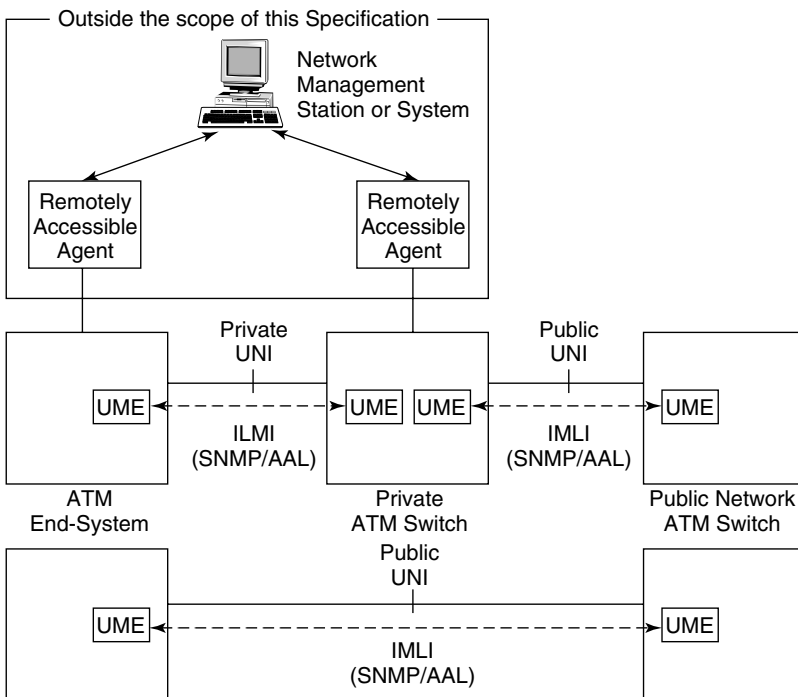 Outside the scope of this Specification
Network
Management
Station or System
Remotely
Accessible
Agent
Remotely
Accessible
Agent
Private
UNI
Public
UNI
UME
UME
UME
UME
ILMI
(SNMP/AAL)
IMLI
(SNMP/AAL)
ATM
End-System
Private
ATM Switch
Public Network
ATM Switch
Public
UNI
UME
UME
IMLI
(SNMP/AAL)